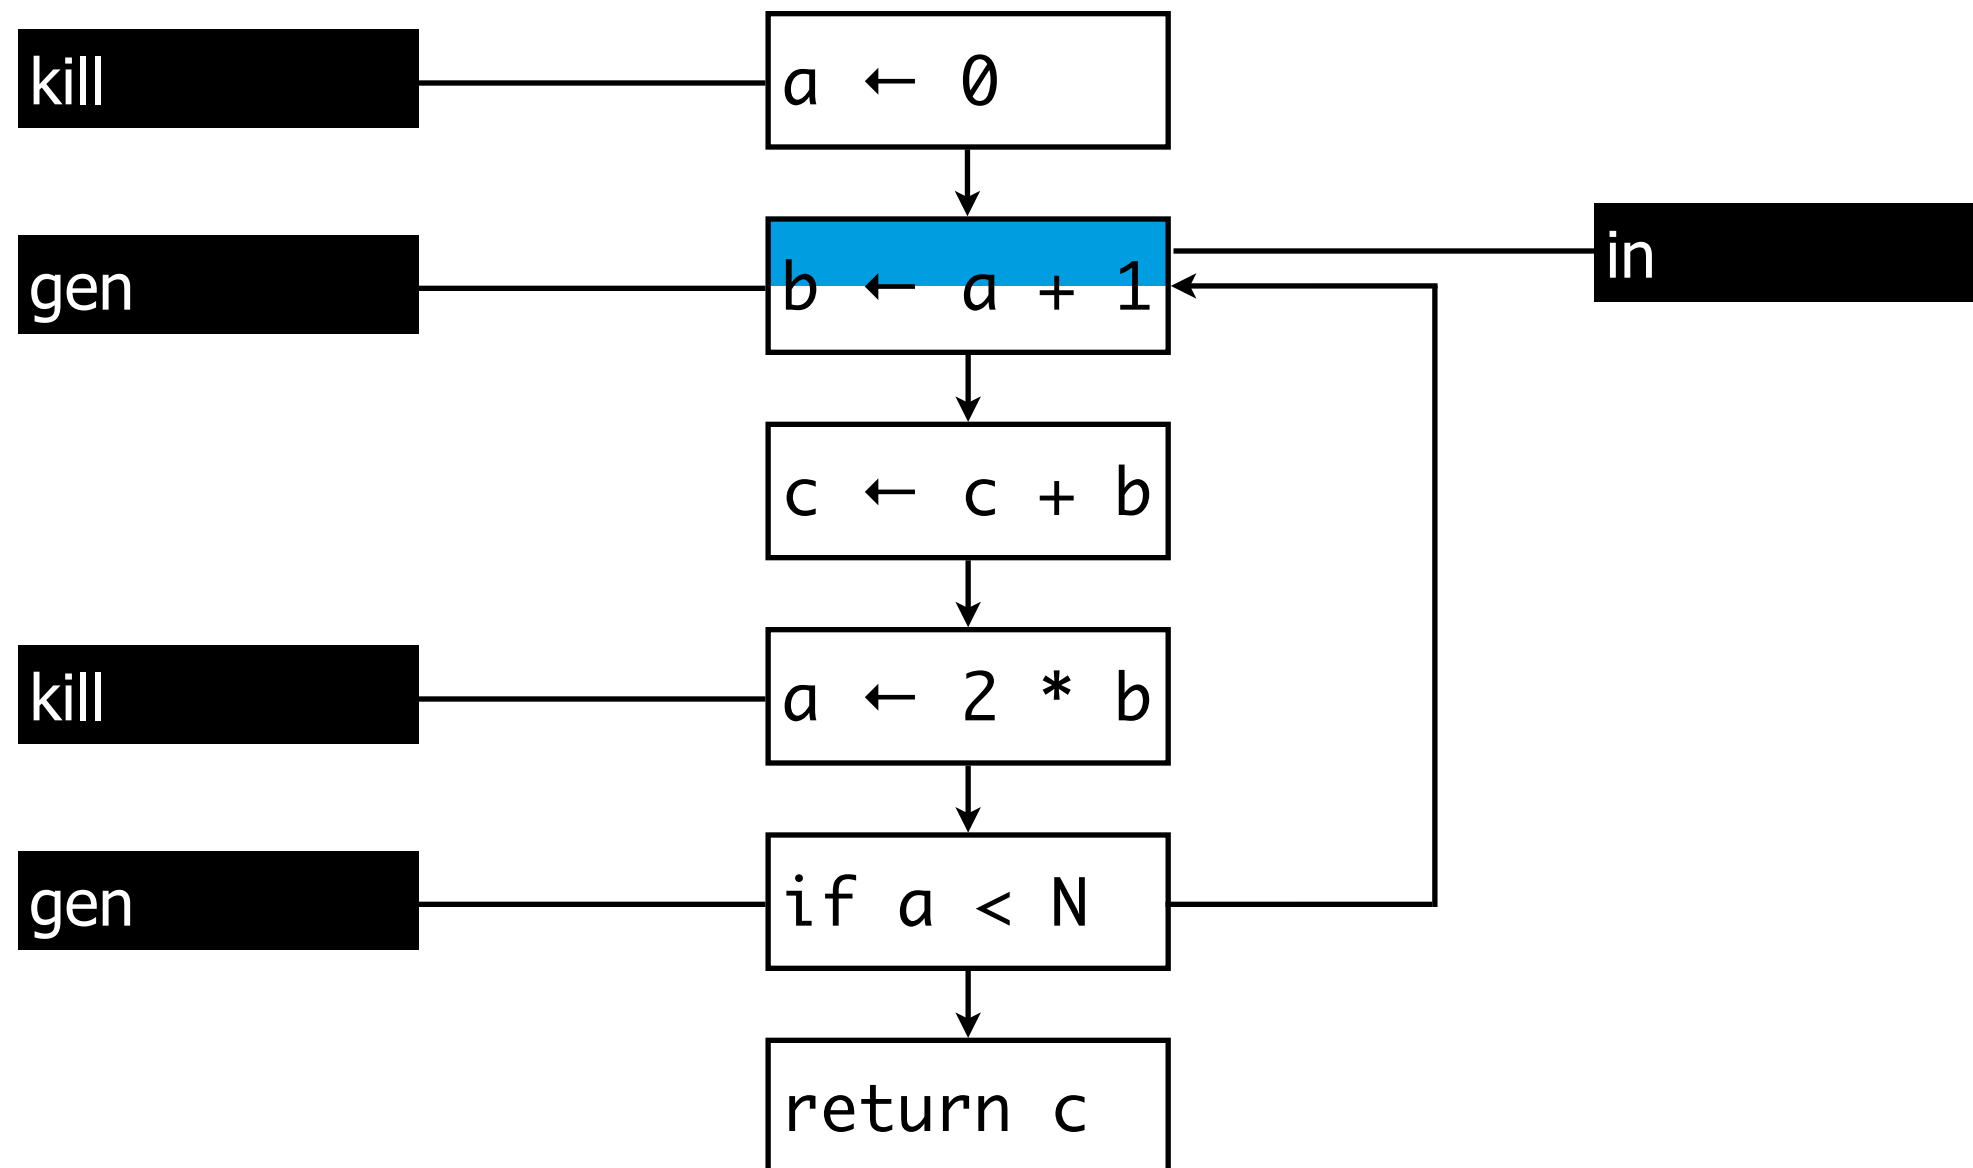 kill
a ← 0
gen
b ← a + 1
in
c ← c + b
kill
a ← 2 * b
gen
if a < N
return c